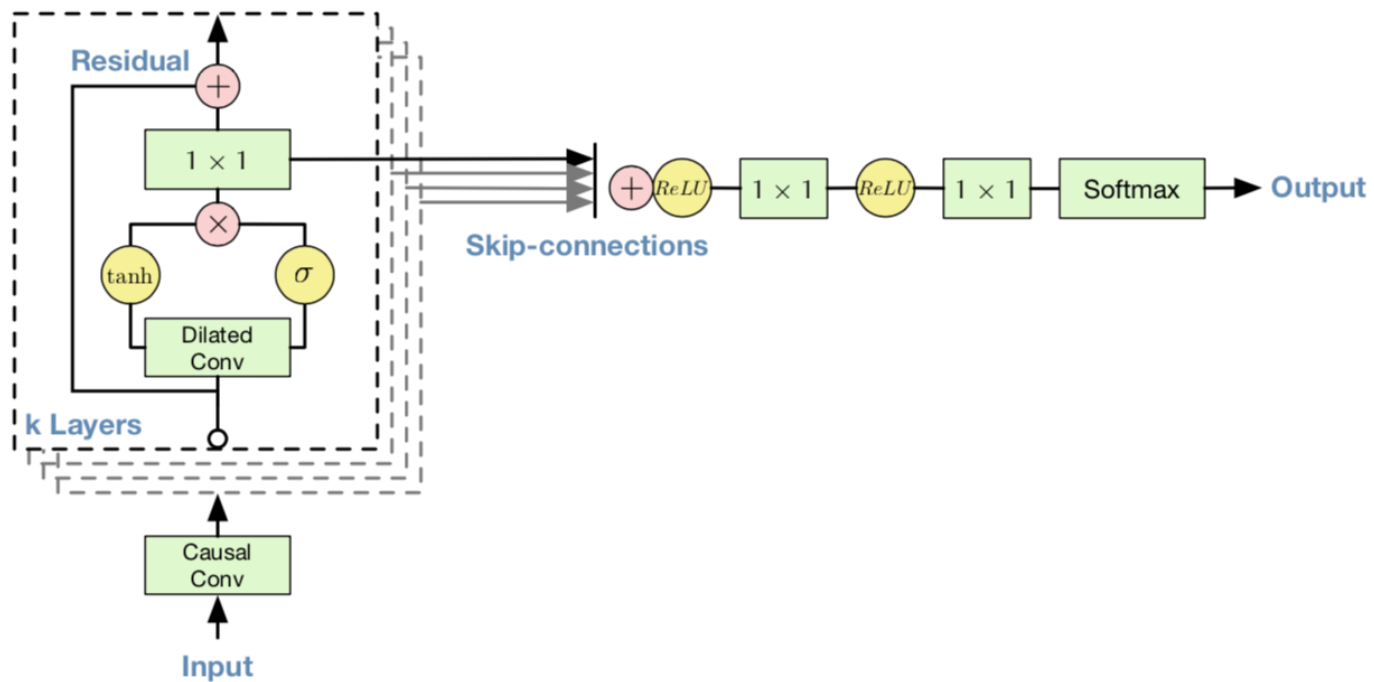 Residual
+
1 × 1
×
tanh
σ
Dilated
Conv
k Layers
Causal
Conv
Input
Skip-connections
+
ReLU
1 × 1
ReLU
1 × 1
Softmax
Output